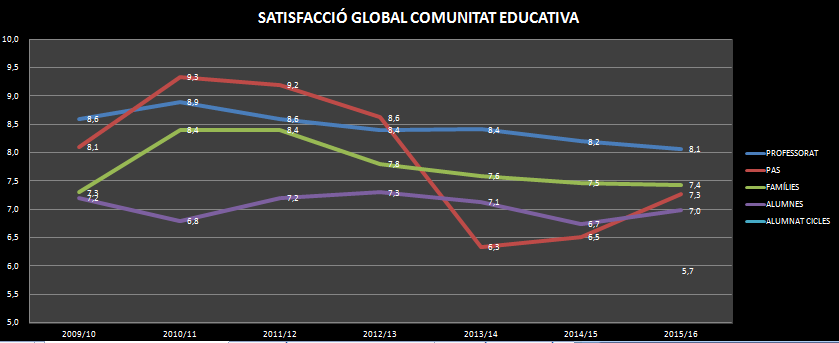 SATISFACCIÓ GLOBAL COMUNITAT EDUCATIVA
10,0
9,5
9,0
8,5
8,0
7,5
7,0
6,5
6,0
5,5
5,0
8,6 8,9 8,6 8,4 8,4 8,2 8,1
8,1 9,3 9,2 8,6 6,3 6,5 7,3
7,3 8,4 8,4 7,8 7,6 7,5 7,4
7,2 6,8 7,2 7,3 7,1 6,7 7,0
5,7
2009/10 2010/11 2011/12 2012/13 2013/14 2014/15 2015/16
PROFESSORAT
PAS
FAMÍLIES
ALUMNES
ALUMNAT CICLES